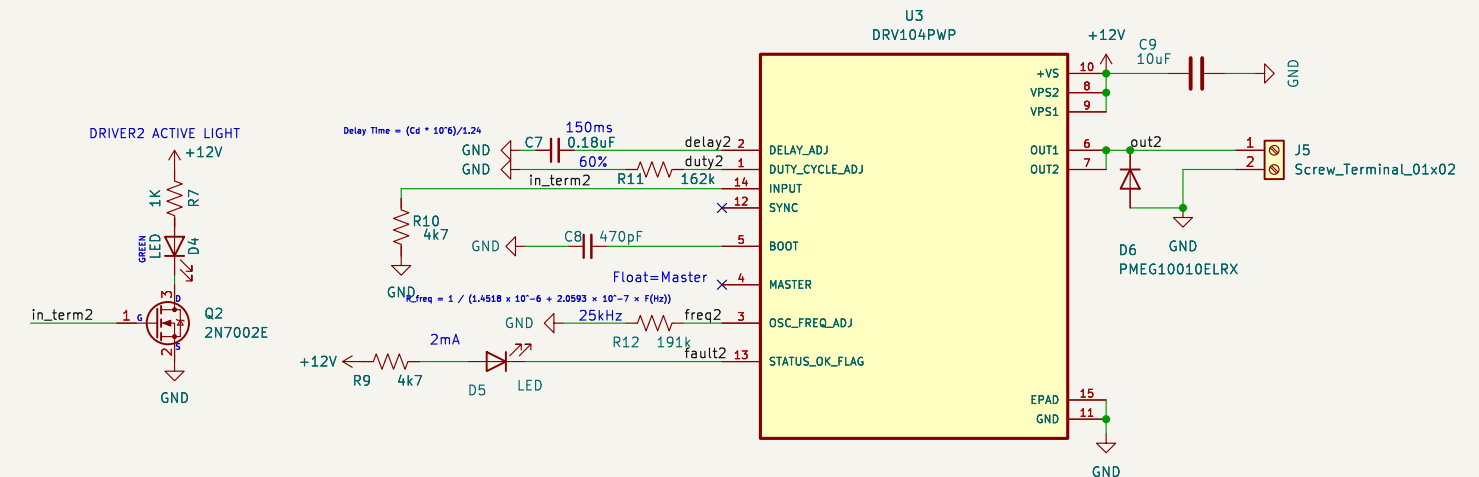 U3
DRV104PWP
+12V
C9
10uF
GND
+VS
10
VPS2
8
VPS1
9
DRIVER2 ACTIVE LIGHT
+12V
1K
R7
GREEN
LED
D4
3
D
in_term2
1
G
Q2
2N7002E
2
S
GND
Delay Time = (Cd * 10^6)/1.24
150ms
GND
C7
0.18uF
delay2
2
DELAY_ADJ
60%
GND
R11
162k
duty2
1
DUTY_CYCLE_ADJ
in_term2
14
INPUT
R10
4k7
GND
12
SYNC
GND
C8
470pF
5
BOOT
Float=Master
4
MASTER
R_freq = 1 / (1.4518 x 10^-6 + 2.0593 × 10^-7 × F(Hz))
GND
25kHz
R12
191k
freq2
3
OSC_FREQ_ADJ
+12V
R9
4k7
2mA
D5
LED
fault2
13
STATUS_OK_FLAG
OUT1
6
OUT2
7
out2
1
2
J5
Screw_Terminal_01x02
D6
PMEG10010ELRX
GND
EPAD
15
GND
11
GND